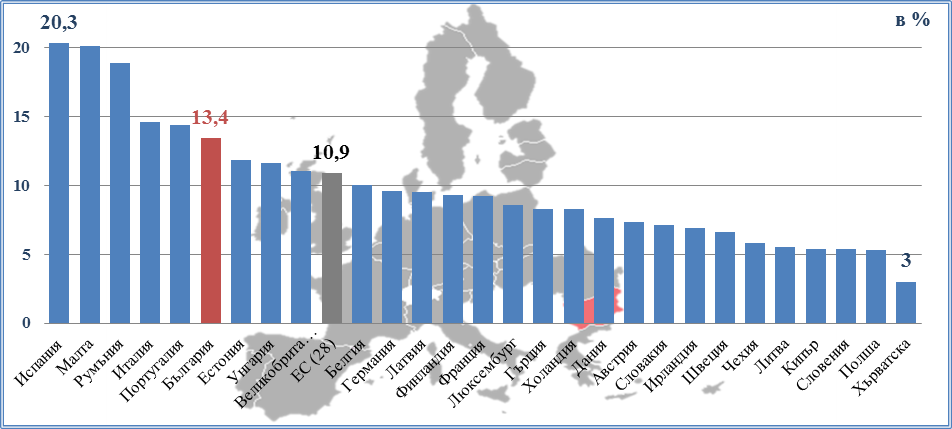 20,3
в %
20
15
13,4
10,9
10
5
3
0
Испания
Малта
Румъния
Италия
Португалия
България
Естония
Унгария
Великобрита…
ЕС (28)
Белгия
Германия
Латвия
Финландия
Франция
Люксембург
Гърция
Холандия
Дания
Австрия
Словакия
Ирландия
Швеция
Чехия
Литва
Кипър
Словения
Полша
Хърватска